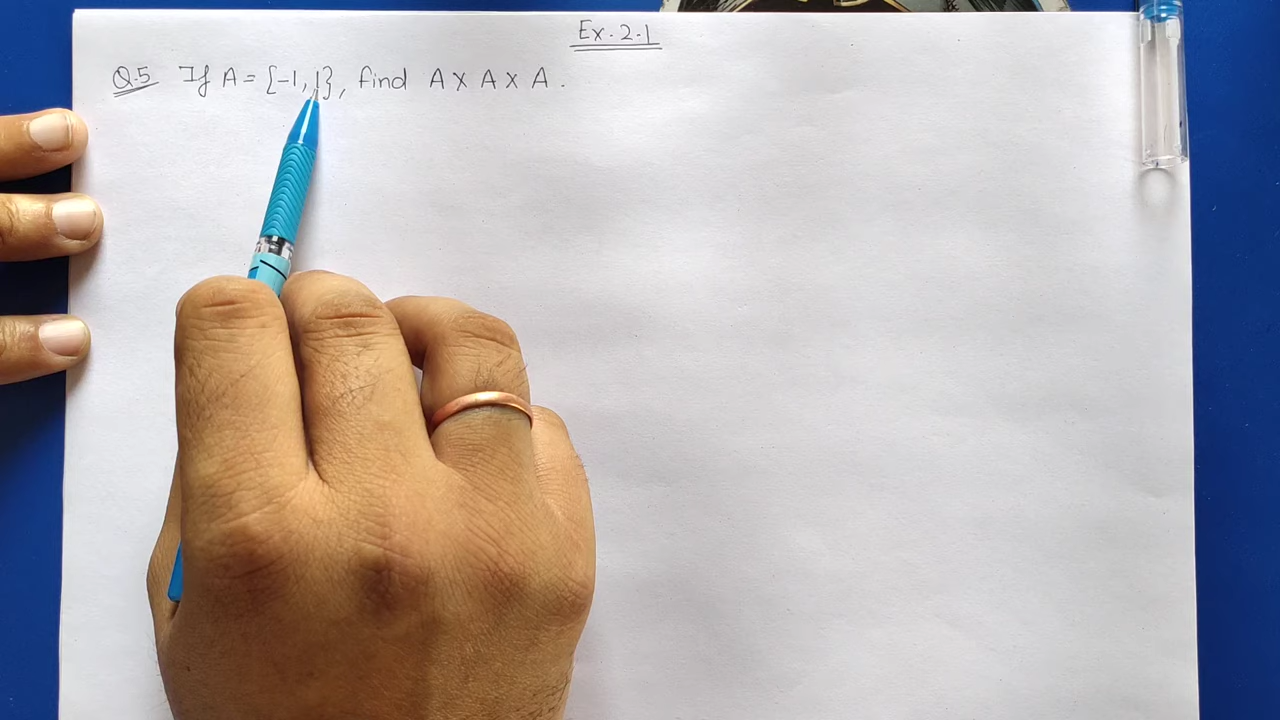 Ex. 2.1
Q.5 If A = {-1, 1}, find A × A × A.